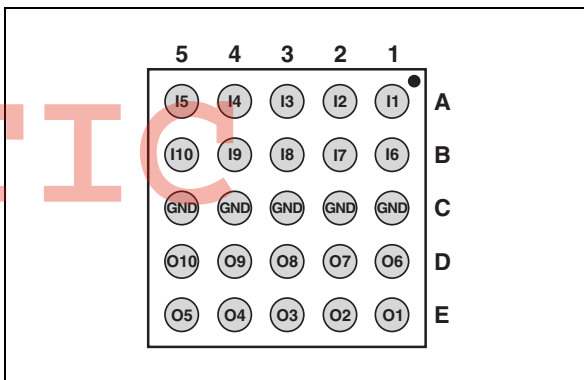 5 4 3 2 1
I5 I4 I3 I2 I1 A
I10 I9 I8 I7 I6 B
GND GND GND GND GND C
O10 O9 O8 O7 O6 D
O5 O4 O3 O2 O1 E
TIC